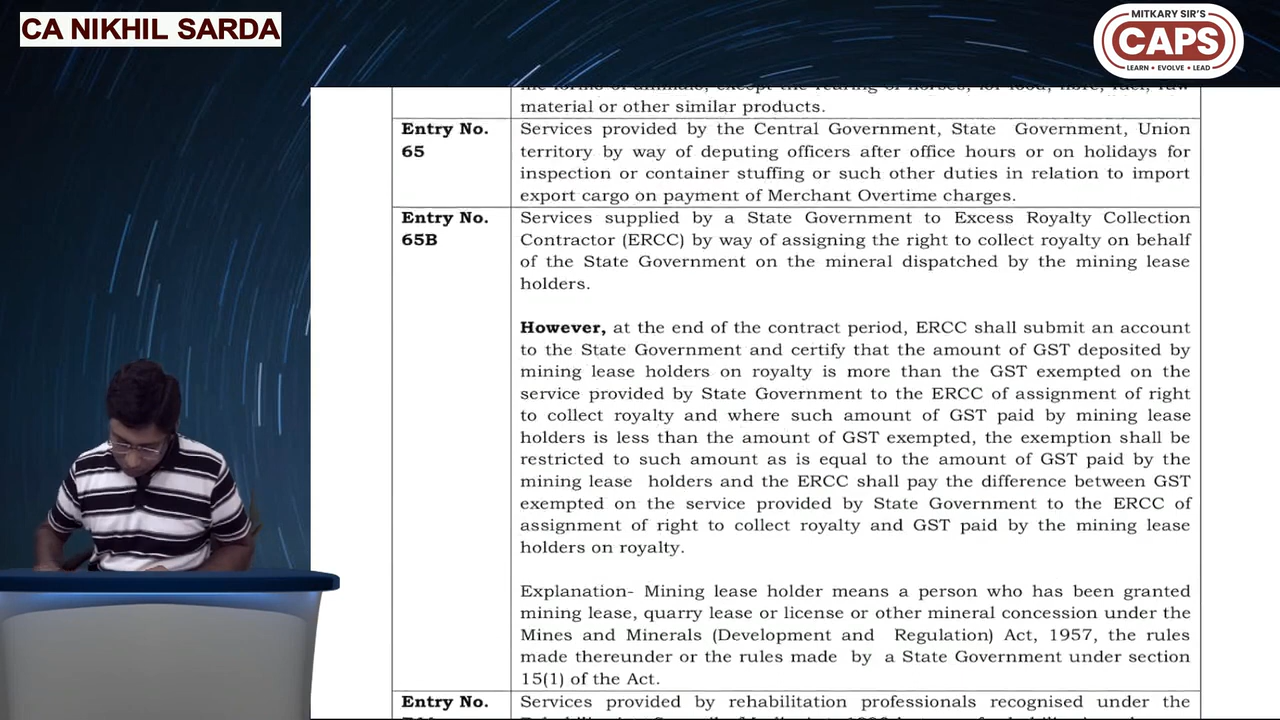 CA NIKHIL SARDA
MITKARY SIR'S
CAPS
LEARN • EVOLVE • LEAD
the forms of animals, except the rearing of horses, for food, fibre, fuel, raw
material or other similar products.
Entry No.
65
Services provided by the Central Government, State Government, Union
territory by way of deputing officers after office hours or on holidays for
inspection or container stuffing or such other duties in relation to import
export cargo on payment of Merchant Overtime charges.
Entry No.
65B
Services supplied by a State Government to Excess Royalty Collection
Contractor (ERCC) by way of assigning the right to collect royalty on behalf
of the State Government on the mineral dispatched by the mining lease
holders.
However, at the end of the contract period, ERCC shall submit an account
to the State Government and certify that the amount of GST deposited by
mining lease holders on royalty is more than the GST exempted on the
service provided by State Government to the ERCC of assignment of right
to collect royalty and where such amount of GST paid by mining lease
holders is less than the amount of GST exempted, the exemption shall be
restricted to such amount as is equal to the amount of GST paid by the
mining lease holders and the ERCC shall pay the difference between GST
exempted on the service provided by State Government to the ERCC of
assignment of right to collect royalty and GST paid by the mining lease
holders on royalty.
Explanation- Mining lease holder means a person who has been granted
mining lease, quarry lease or license or other mineral concession under the
Mines and Minerals (Development and Regulation) Act, 1957, the rules
made thereunder or the rules made by a State Government under section
15(1) of the Act.
Entry No.
Services provided by rehabilitation professionals recognised under the